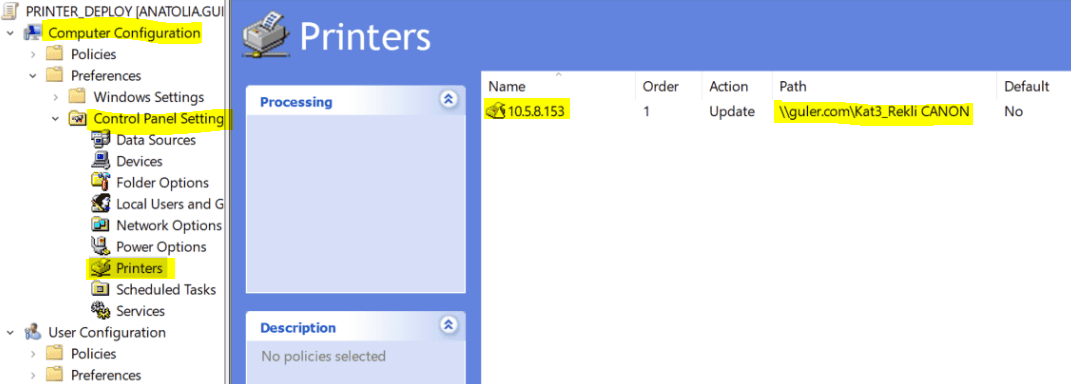 PRINTER_DEPLOY [ANATOLIA.GUI
Computer Configuration
Policies
Preferences
Windows Settings
Control Panel Setting
Data Sources
Devices
Folder Options
Local Users and G
Network Options
Power Options
Printers
Scheduled Tasks
Services
User Configuration
Policies
Preferences
Printers
Processing
Description
No policies selected
Name Order Action Path Default
10.5.8.153 1 Update \\guler.com\Kat3_Rekli CANON No